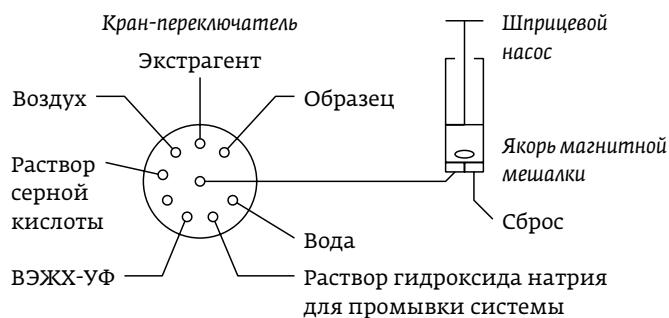 Кран-переключатель
Экстрагент
Воздух
Образец
Раствор
серной
кислоты
ВЭЖХ-УФ
Вода
Раствор гидроксида натрия
для промывки системы
Шприцевой
насос
Якорь магнитной
мешалки
Сброс